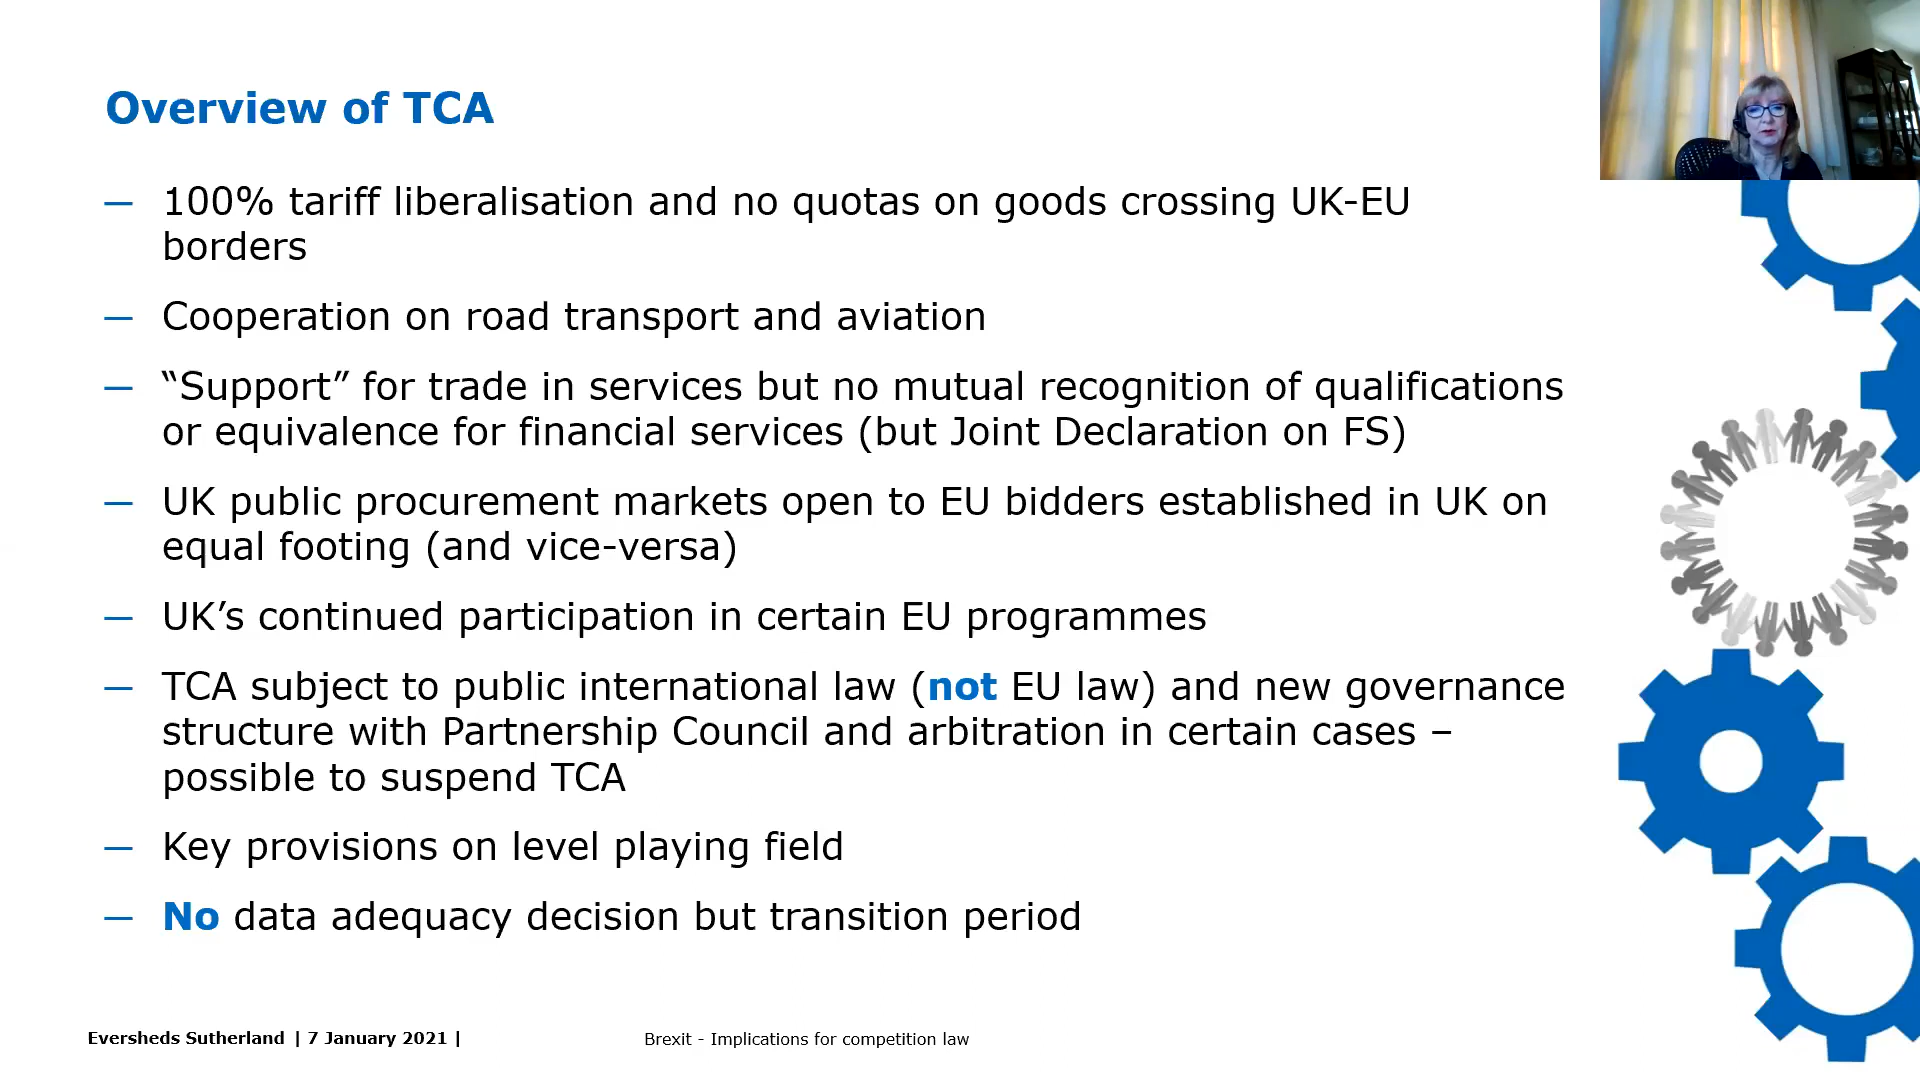 Overview of TCA
— 100% tariff liberalisation and no quotas on goods crossing UK-EU
borders
— Cooperation on road transport and aviation
— “Support” for trade in services but no mutual recognition of qualifications
or equivalence for financial services (but Joint Declaration on FS)
— UK public procurement markets open to EU bidders established in UK on
equal footing (and vice-versa)
— UK’s continued participation in certain EU programmes
— TCA subject to public international law (not EU law) and new governance
structure with Partnership Council and arbitration in certain cases –
possible to suspend TCA
— Key provisions on level playing field
— No data adequacy decision but transition period
Eversheds Sutherland | 7 January 2021 |
Brexit - Implications for competition law